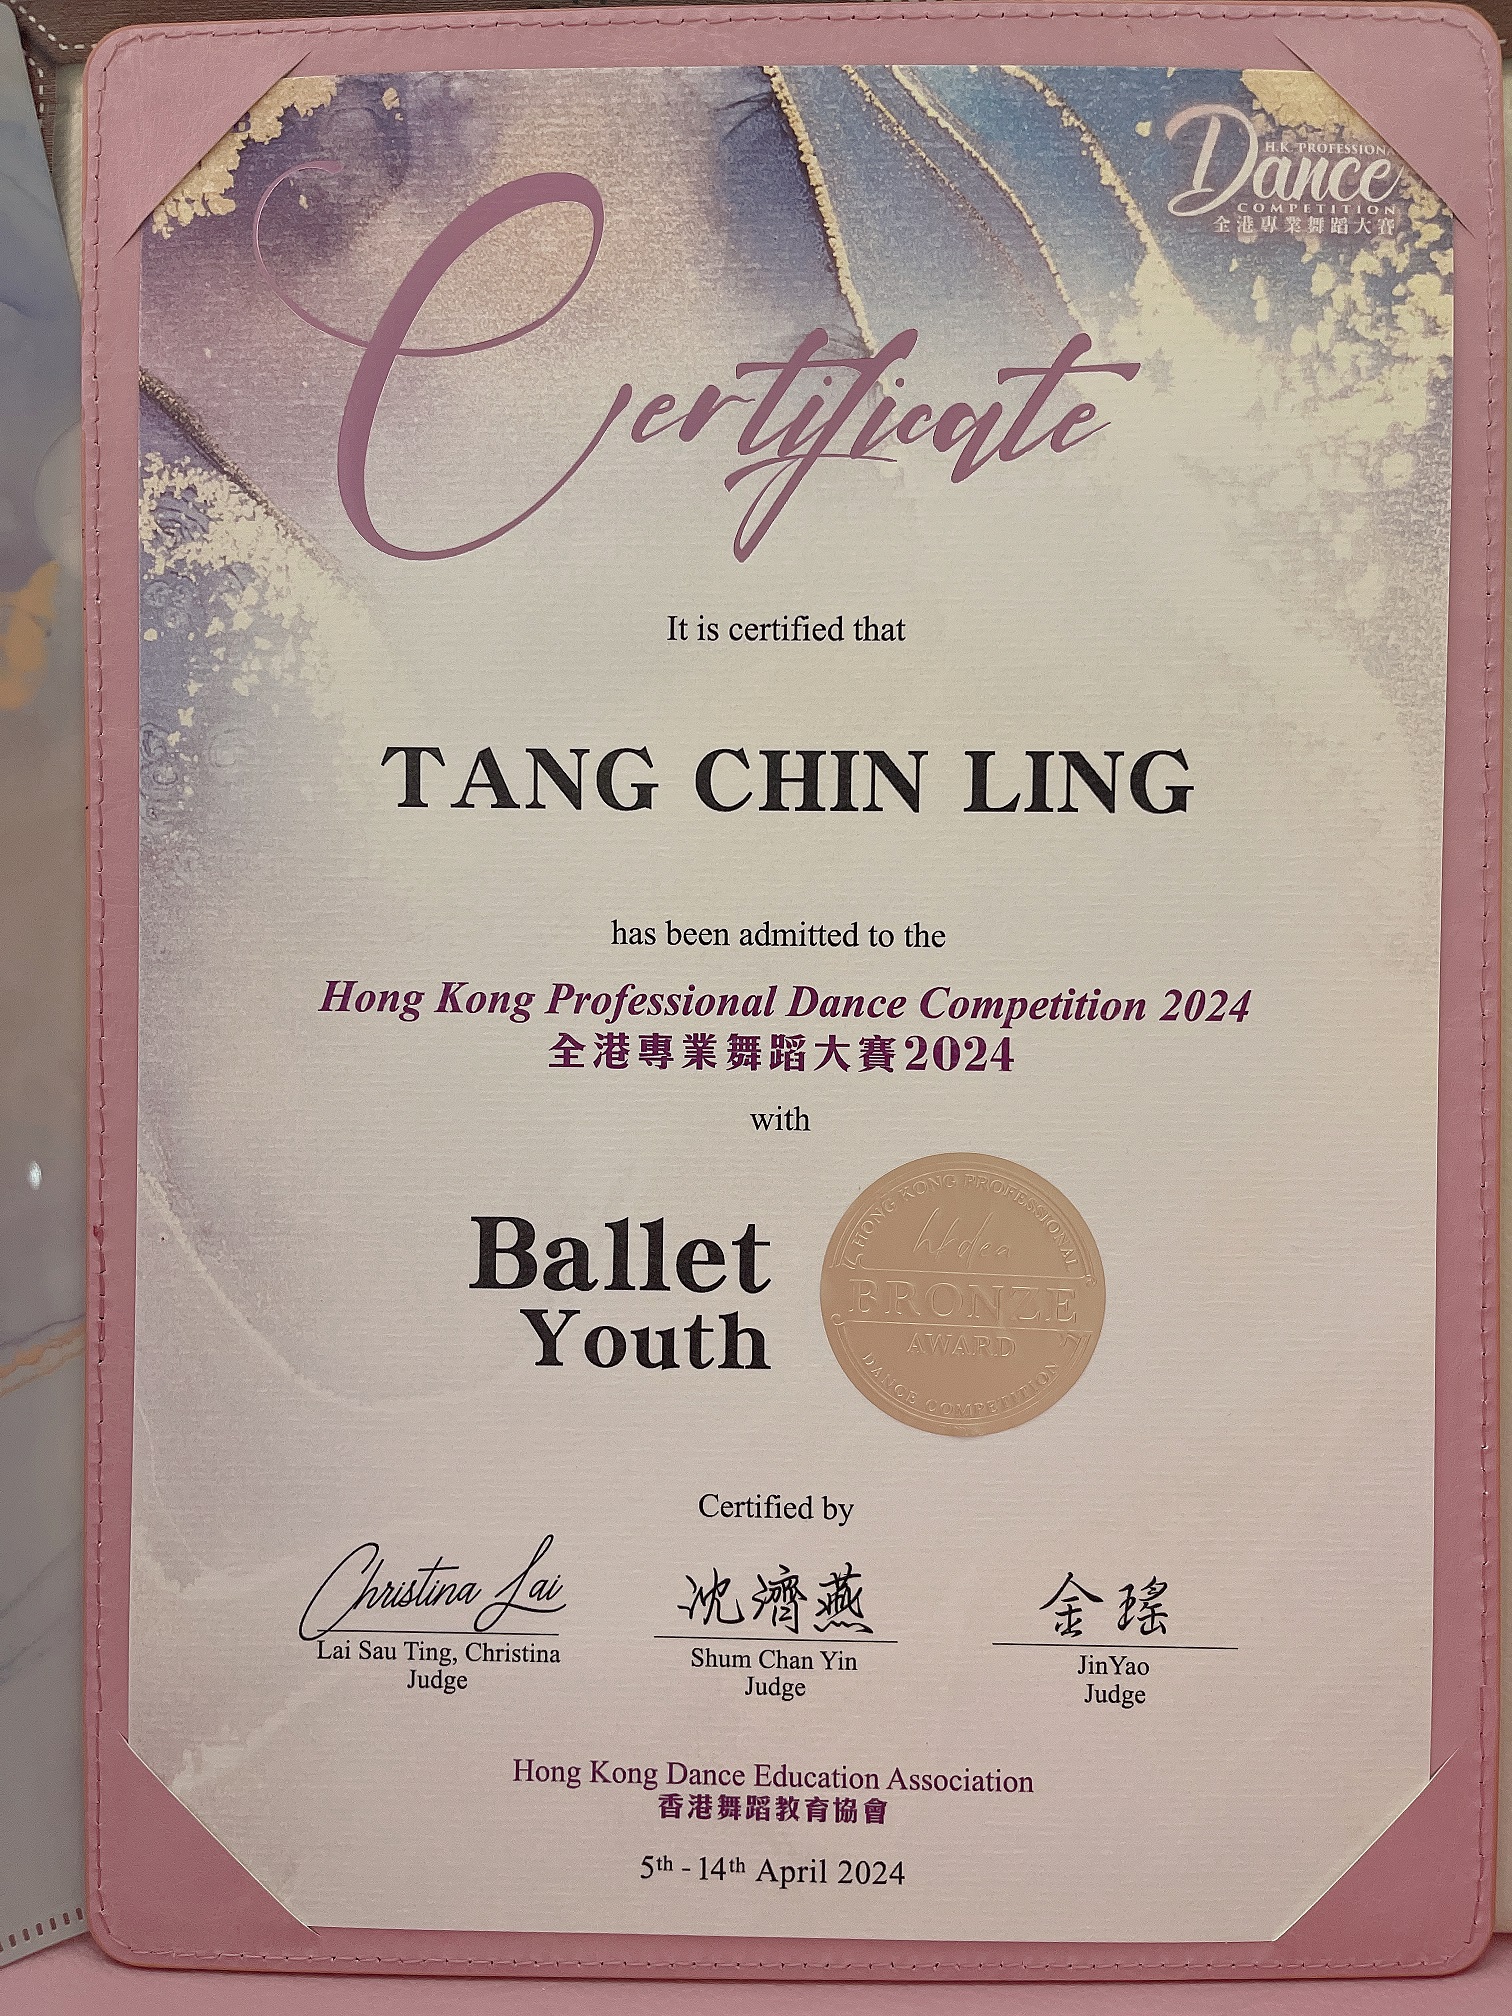 H.K. PROFESSIONA
Dance
COMPETITION
全港專業舞蹈大賽
Certificate
It is certified that
TANG CHIN LING
has been admitted to the
Hong Kong Professional Dance Competition 2024
全港專業舞蹈大賽2024
with
Ballet
Youth
HONG KONG PROFESSIONAL
hkdea
BRONZE
AWARD
DANCE COMPETITION
Certified by
Christina Lai
沈濟燕
金瑤
Lai Sau Ting, Christina
Judge
Shum Chan Yin
Judge
JinYao
Judge
Hong Kong Dance Education Association
香港舞蹈教育協會
5th - 14th April 2024